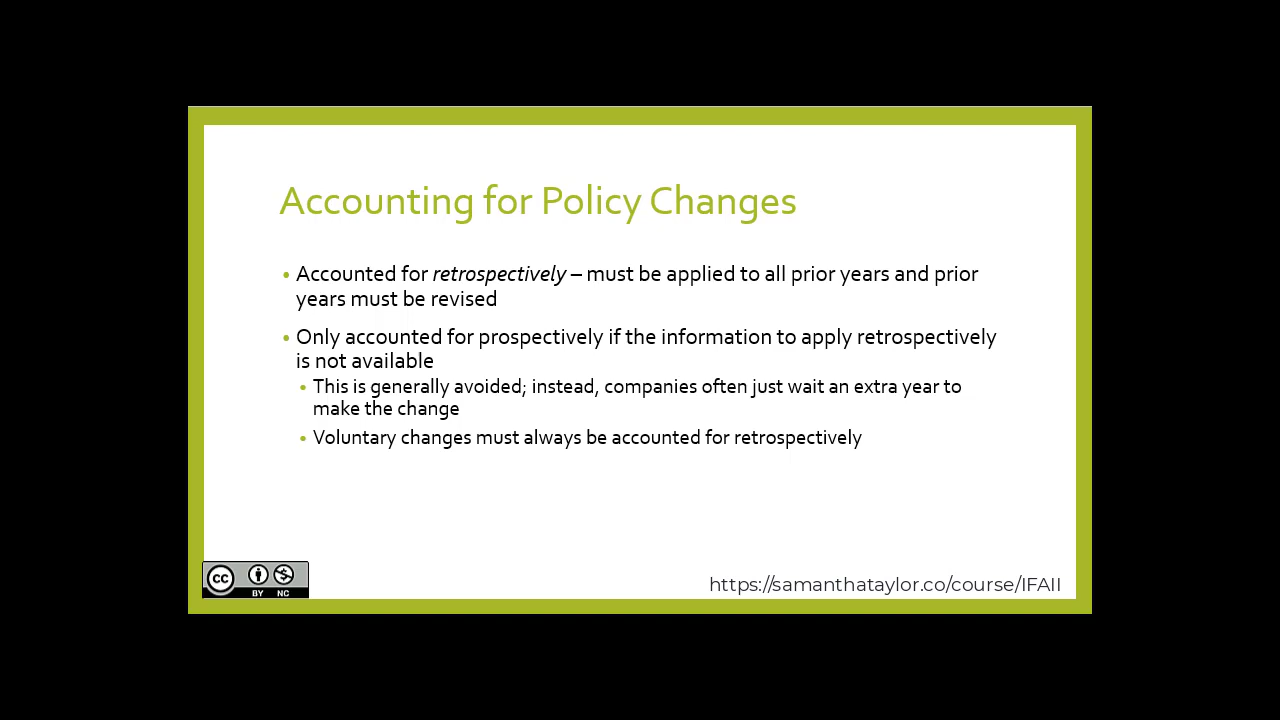 Accounting for Policy Changes
• Accounted for retrospectively – must be applied to all prior years and prior
years must be revised
• Only accounted for prospectively if the information to apply retrospectively
is not available
• This is generally avoided; instead, companies often just wait an extra year to
make the change
• Voluntary changes must always be accounted for retrospectively
cc BY NC
https://samanthataylor.co/course/IFAII